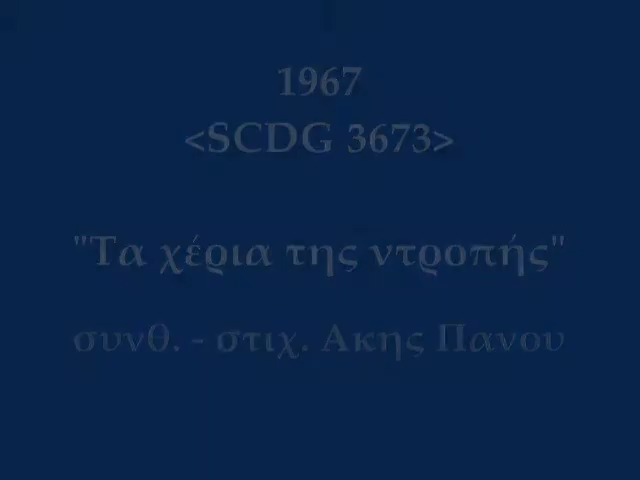 1967
<SCDG 3673>
"Τα χέρια της ντροπής"
συνθ. - στιχ. Ακης Πανου